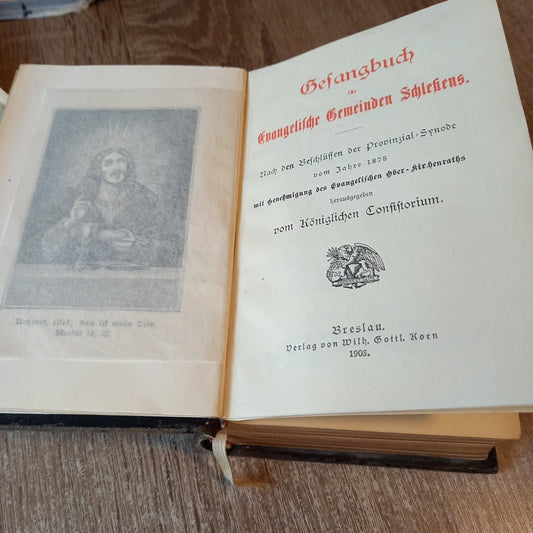 Nehmet, esset; das ist mein Leib
Markus 14, 22.
Gesangbuch
für
Evangelische Gemeinden Schlesiens.
Nach den Beschlüssen der Provinzial-Synode
vom Jahre 1878
mit Genehmigung des Evangelischen Ober-Kirchenraths
herausgegeben
vom Königlichen Consistorium.
Breslau.
Verlag von Wilh. Gottl. Korn
1905.